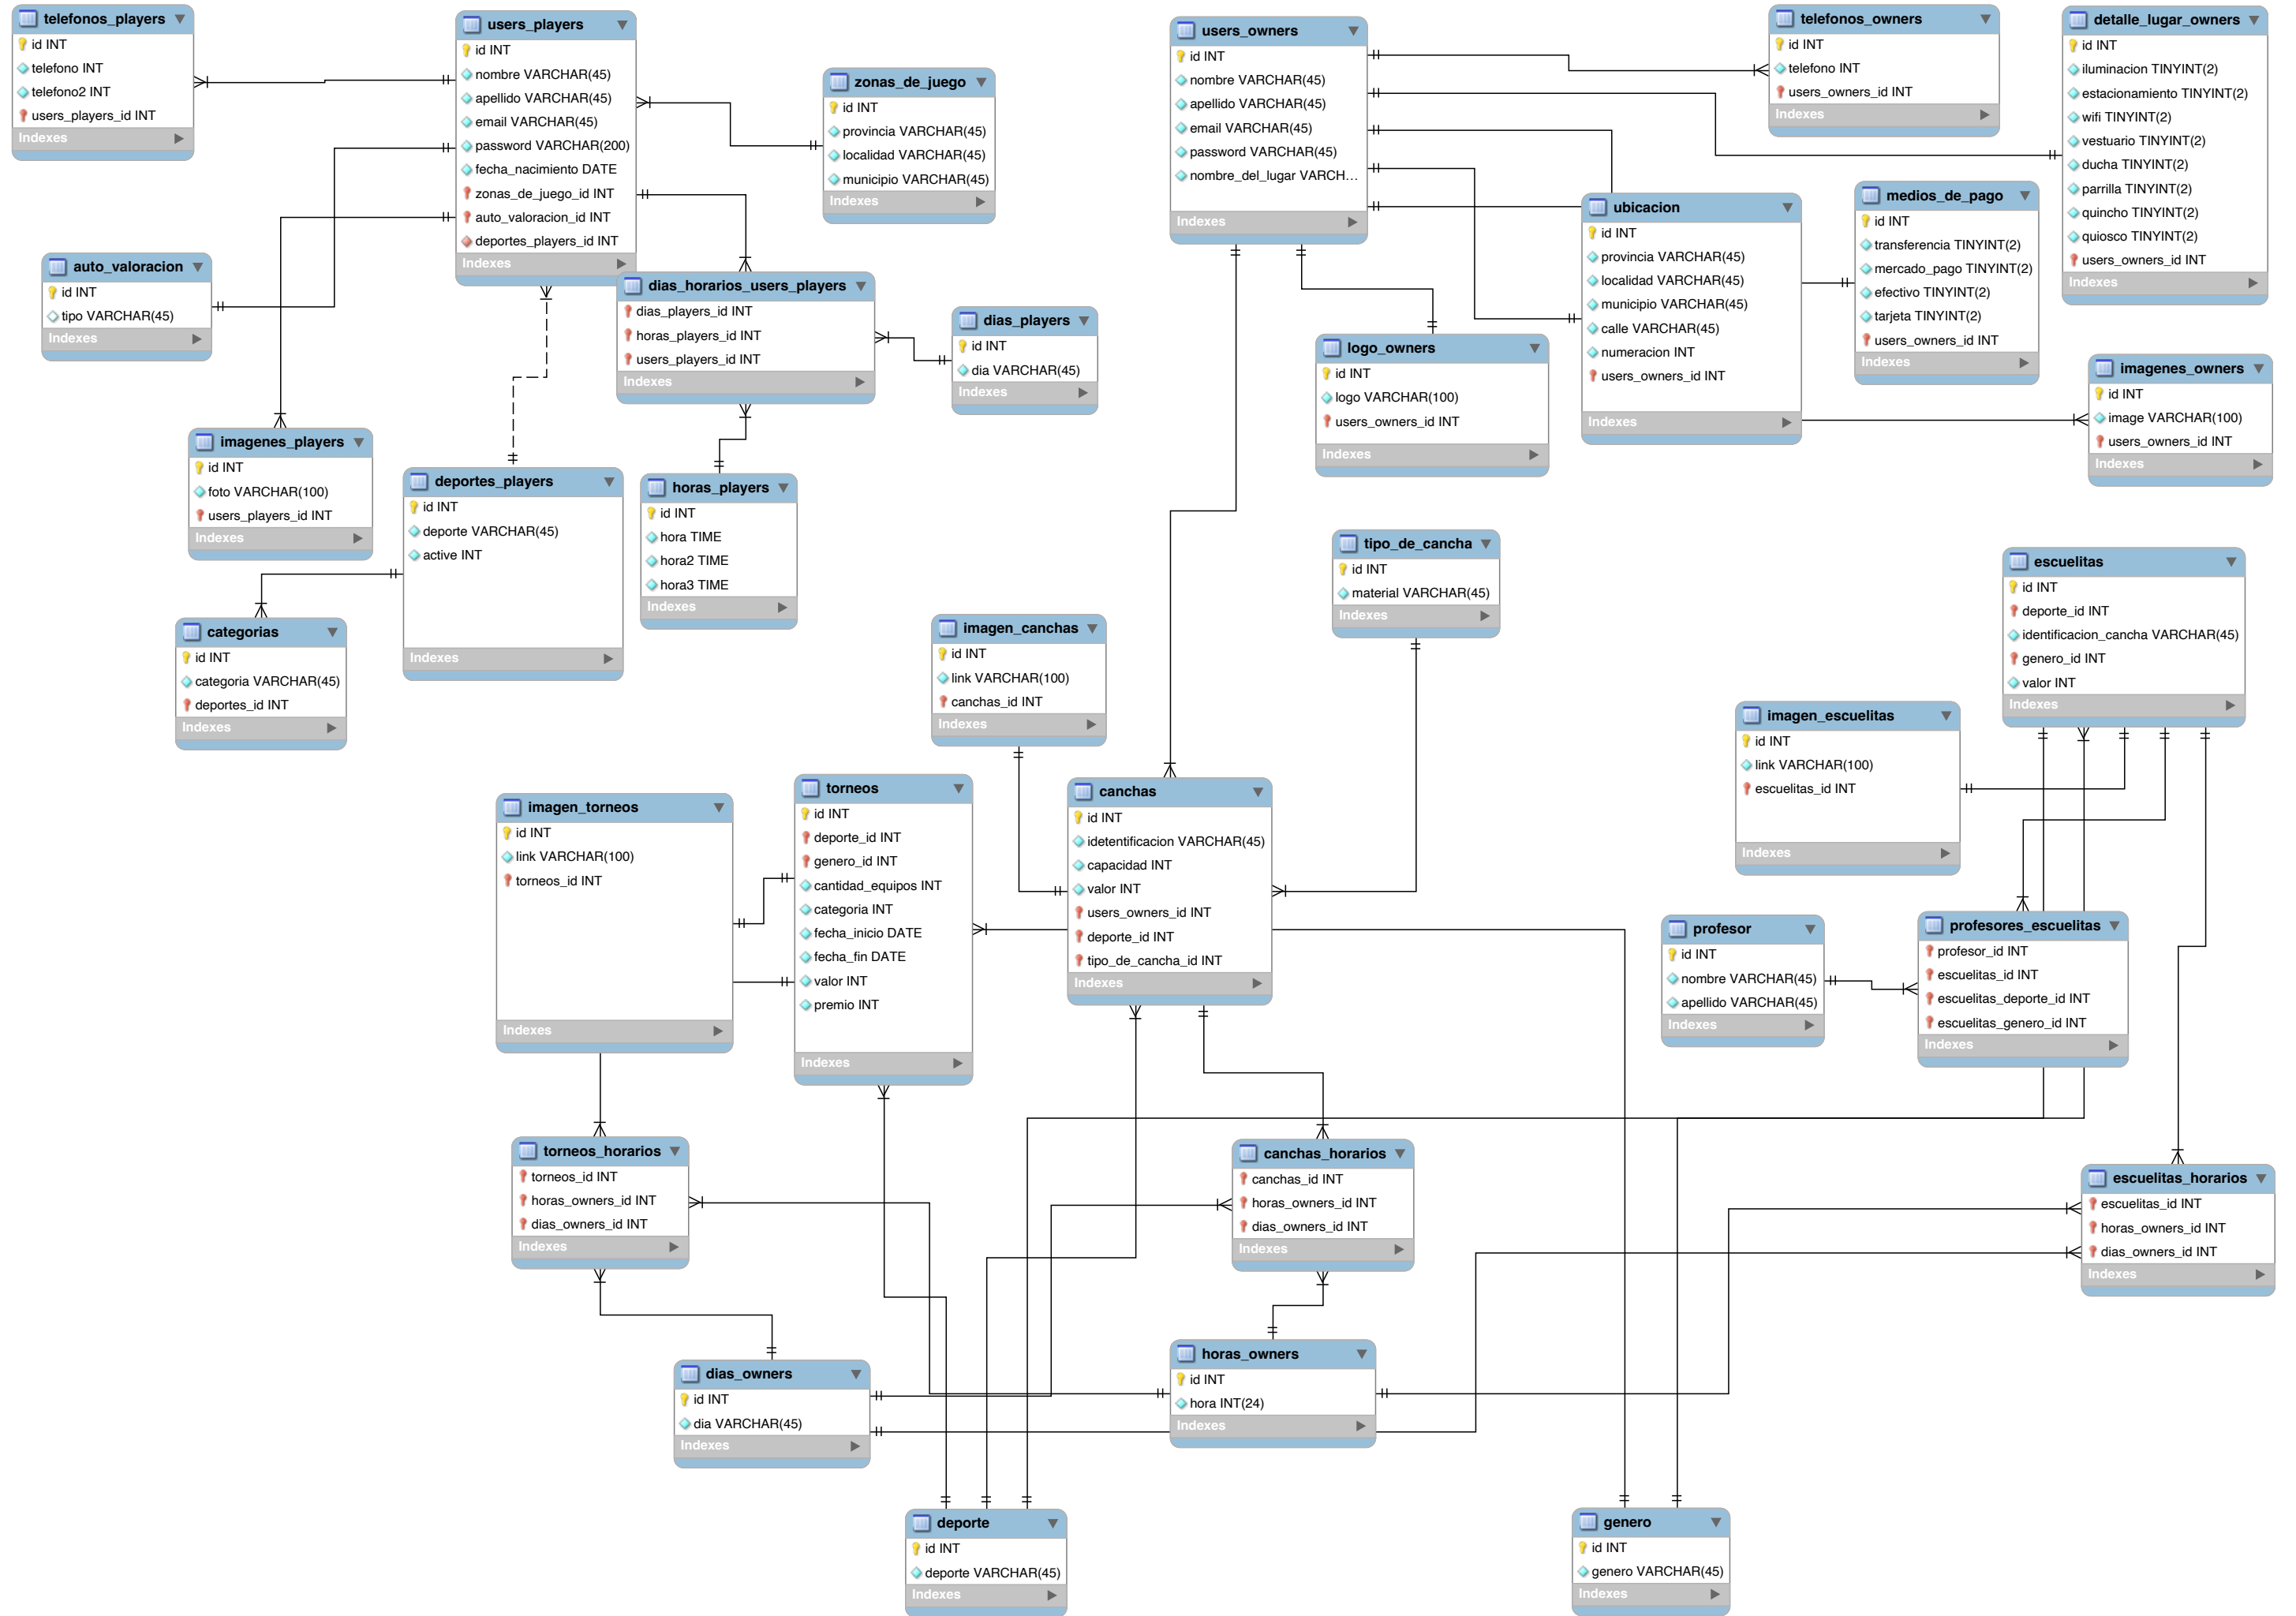 telefonos_players
id INT
telefono INT
telefono2 INT
users_players_id INT
Indexes
users_players
id INT
nombre VARCHAR(45)
apellido VARCHAR(45)
email VARCHAR(45)
password VARCHAR(200)
fecha_nacimiento DATE
zonas_de_juego_id INT
auto_valoracion_id INT
deportes_players_id INT
Indexes
zonas_de_juego
id INT
provincia VARCHAR(45)
localidad VARCHAR(45)
municipio VARCHAR(45)
Indexes
users_owners
id INT
nombre VARCHAR(45)
apellido VARCHAR(45)
email VARCHAR(45)
password VARCHAR(45)
nombre_del_lugar VARCH...
Indexes
telefonos_owners
id INT
telefono INT
users_owners_id INT
Indexes
detalle_lugar_owners
id INT
iluminacion TINYINT(2)
estacionamiento TINYINT(2)
wifi TINYINT(2)
vestuario TINYINT(2)
ducha TINYINT(2)
parrilla TINYINT(2)
quincho TINYINT(2)
quiosco TINYINT(2)
users_owners_id INT
Indexes
auto_valoracion
id INT
tipo VARCHAR(45)
Indexes
dias_horarios_users_players
dias_players_id INT
horas_players_id INT
users_players_id INT
Indexes
dias_players
id INT
dia VARCHAR(45)
Indexes
logo_owners
id INT
logo VARCHAR(100)
users_owners_id INT
Indexes
ubicacion
id INT
provincia VARCHAR(45)
localidad VARCHAR(45)
municipio VARCHAR(45)
calle VARCHAR(45)
numeracion INT
users_owners_id INT
Indexes
medios_de_pago
id INT
transferencia TINYINT(2)
mercado_pago TINYINT(2)
efectivo TINYINT(2)
tarjeta TINYINT(2)
users_owners_id INT
Indexes
imagenes_owners
id INT
image VARCHAR(100)
users_owners_id INT
Indexes
imagenes_players
id INT
foto VARCHAR(100)
users_players_id INT
Indexes
deportes_players
id INT
deporte VARCHAR(45)
active INT
Indexes
horas_players
id INT
hora TIME
hora2 TIME
hora3 TIME
Indexes
categorias
id INT
categoria VARCHAR(45)
deportes_id INT
Indexes
tipo_de_cancha
id INT
material VARCHAR(45)
Indexes
imagen_canchas
id INT
link VARCHAR(100)
canchas_id INT
Indexes
escuelitas
id INT
deporte_id INT
identificacion_cancha VARCHAR(45)
genero_id INT
valor INT
Indexes
imagen_escuelitas
id INT
link VARCHAR(100)
escuelitas_id INT
Indexes
imagen_torneos
id INT
link VARCHAR(100)
torneos_id INT
Indexes
torneos
id INT
deporte_id INT
genero_id INT
cantidad_equipos INT
categoria INT
fecha_inicio DATE
fecha_fin DATE
valor INT
premio INT
Indexes
canchas
id INT
idetentificacion VARCHAR(45)
capacidad INT
valor INT
users_owners_id INT
deporte_id INT
tipo_de_cancha_id INT
Indexes
profesor
id INT
nombre VARCHAR(45)
apellido VARCHAR(45)
Indexes
profesores_escuelitas
profesor_id INT
escuelitas_id INT
escuelitas_deporte_id INT
escuelitas_genero_id INT
Indexes
torneos_horarios
torneos_id INT
horas_owners_id INT
dias_owners_id INT
Indexes
canchas_horarios
canchas_id INT
horas_owners_id INT
dias_owners_id INT
Indexes
escuelitas_horarios
escuelitas_id INT
horas_owners_id INT
dias_owners_id INT
Indexes
dias_owners
id INT
dia VARCHAR(45)
Indexes
horas_owners
id INT
hora INT(24)
Indexes
deporte
id INT
deporte VARCHAR(45)
Indexes
genero
id INT
genero VARCHAR(45)
Indexes